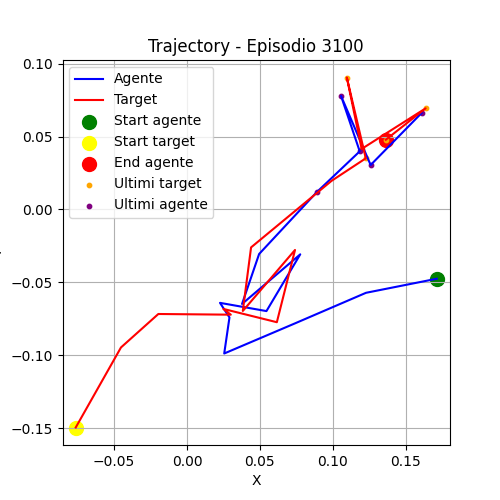 Trajectory - Episodio 3100
Agente
Target
Start agente
Start target
End agente
Ultimi target
Ultimi agente
0.10
0.05
0.00
−0.05
−0.10
−0.15
−0.05
0.00
0.05
0.10
0.15
X